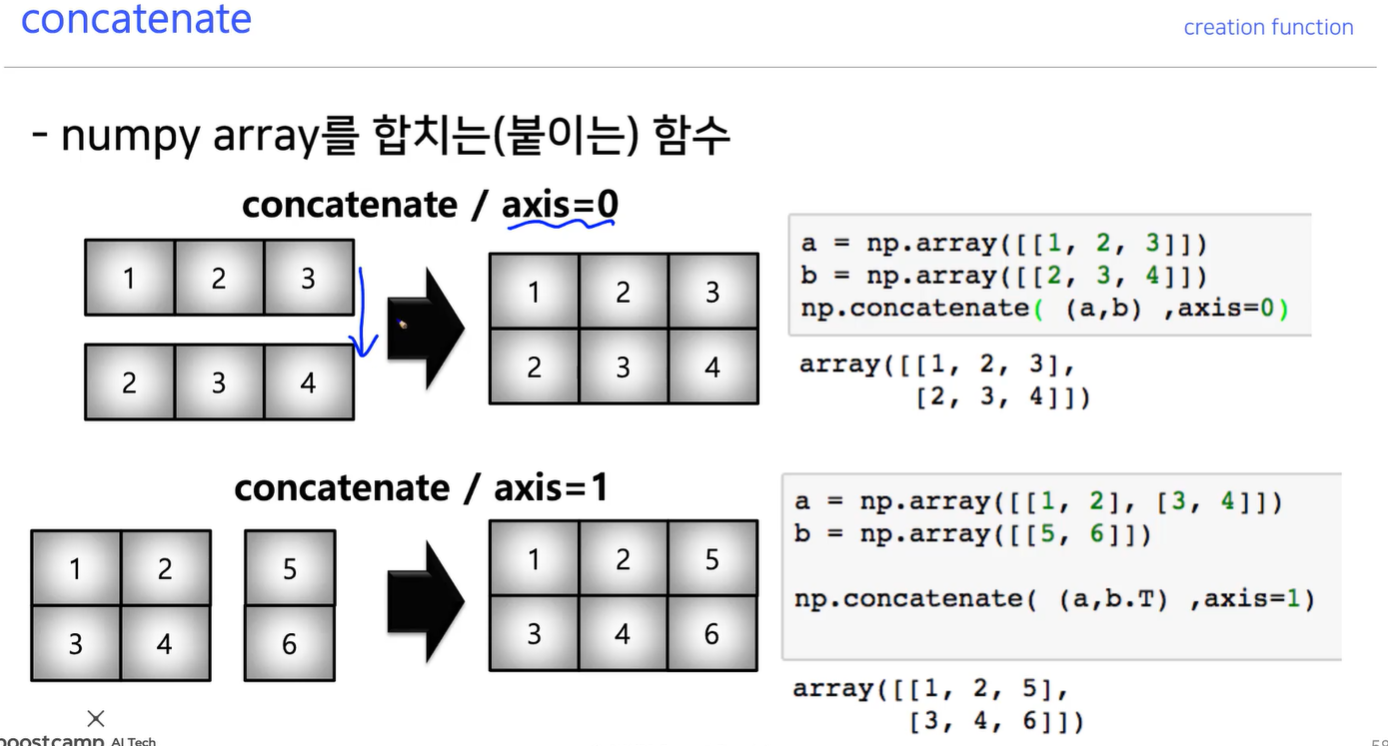 concatenate
creation function
- numpy array를 합치는(붙이는) 함수
concatenate / axis=0
1 2 3
2 3 4
1 2 3
2 3 4
a = np.array([[1, 2, 3]])
b = np.array([[2, 3, 4]])
np.concatenate( (a,b) ,axis=0)
array([[1, 2, 3],
[2, 3, 4]])
concatenate / axis=1
1 2
3 4
5
6
1 2 5
3 4 6
a = np.array([[1, 2], [3, 4]])
b = np.array([[5, 6]])
np.concatenate( (a,b.T) ,axis=1)
array([[1, 2, 5],
[3, 4, 6]])
boostcamp AI Tech